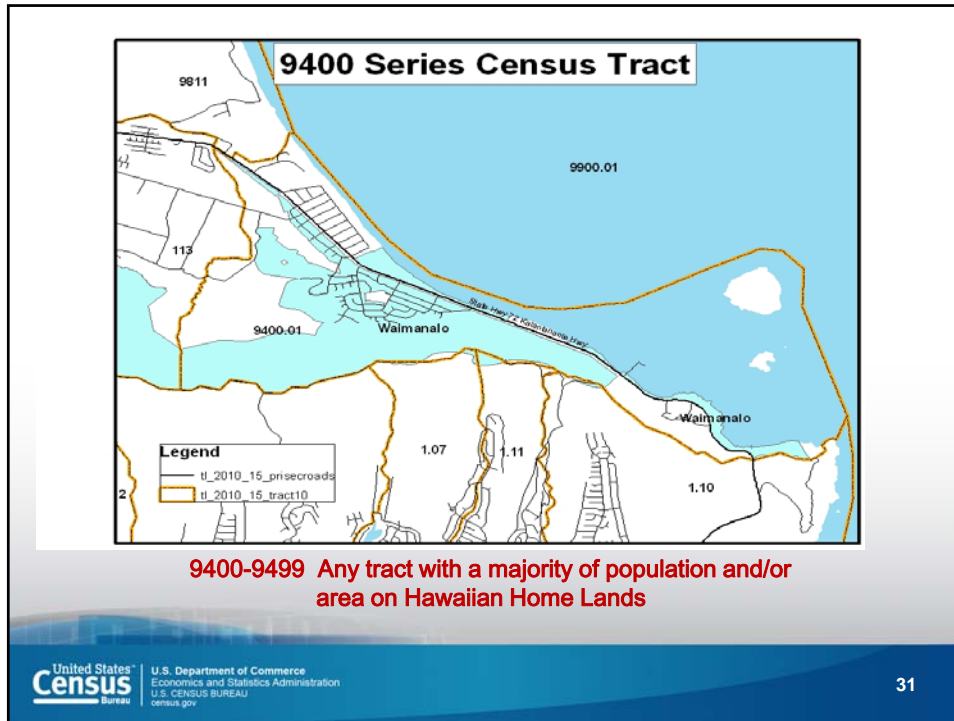 9400 Series Census Tract
9811
9900.01
113
9400.01
Waimanalo
State Hwy 72 Kalanianaole Hwy
Waimanalo
Legend
tl_2010_15_prisecroads
tl_2010_15_tract10
2
1.07
1.11
1.10
9400-9499 Any tract with a majority of population and/or
area on Hawaiian Home Lands
United States™
Census
Bureau
U.S. Department of Commerce
Economics and Statistics Administration
U.S. CENSUS BUREAU
census.gov
31